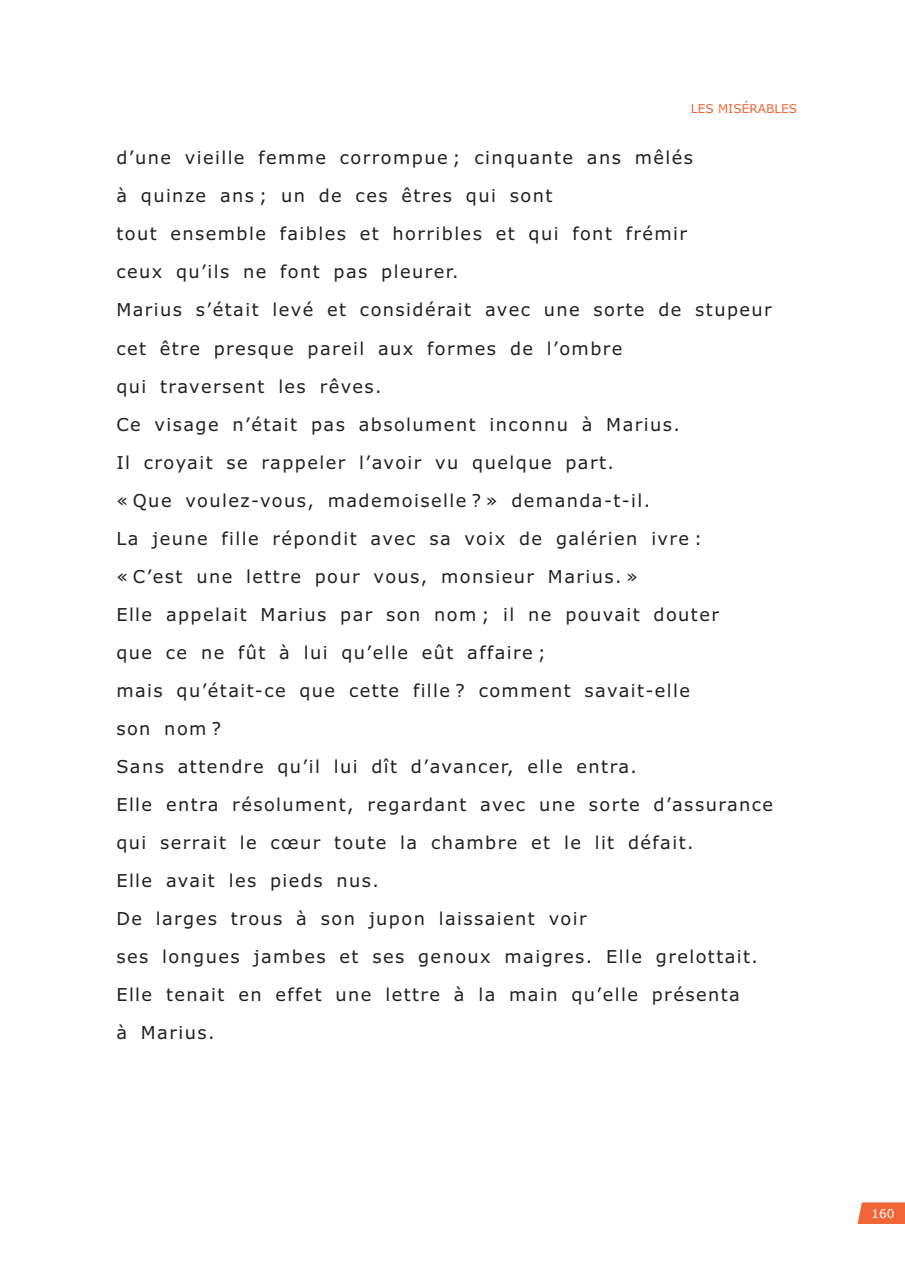 LES MISÉRABLES
d’une vieille femme corrompue ; cinquante ans mêlés
à quinze ans ; un de ces êtres qui sont
tout ensemble faibles et horribles et qui font frémir
ceux qu’ils ne font pas pleurer.
Marius s’était levé et considérait avec une sorte de stupeur
cet être presque pareil aux formes de l’ombre
qui traversent les rêves.
Ce visage n’était pas absolument inconnu à Marius.
Il croyait se rappeler l’avoir vu quelque part.
« Que voulez-vous, mademoiselle ? » demanda-t-il.
La jeune fille répondit avec sa voix de galérien ivre :
« C’est une lettre pour vous, monsieur Marius. »
Elle appelait Marius par son nom ; il ne pouvait douter
que ce ne fût à lui qu’elle eût affaire ;
mais qu’était-ce que cette fille ? comment savait-elle
son nom ?
Sans attendre qu’il lui dît d’avancer, elle entra.
Elle entra résolument, regardant avec une sorte d’assurance
qui serrait le cœur toute la chambre et le lit défait.
Elle avait les pieds nus.
De larges trous à son jupon laissaient voir
ses longues jambes et ses genoux maigres. Elle grelottait.
Elle tenait en effet une lettre à la main qu’elle présenta
à Marius.
160